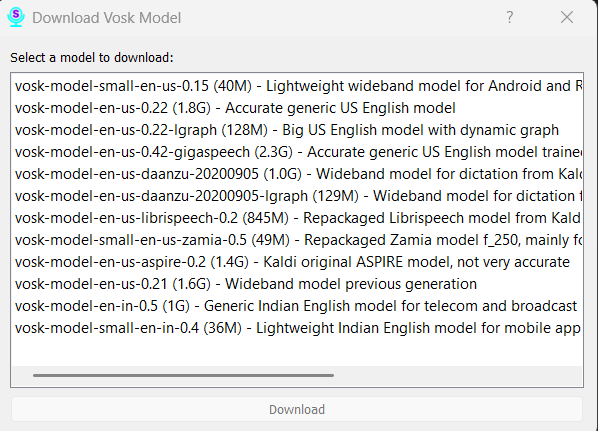 S
Download Vosk Model
?
Select a model to download:
vosk-model-small-en-us-0.15 (40M) - Lightweight wideband model for Android and R
vosk-model-en-us-0.22 (1.8G) - Accurate generic US English model
vosk-model-en-us-0.22-lgraph (128M) - Big US English model with dynamic graph
vosk-model-en-us-0.42-gigaspeech (2.3G) - Accurate generic US English model traine
vosk-model-en-us-daanzu-20200905 (1.0G) - Wideband model for dictation from Kald
vosk-model-en-us-daanzu-20200905-lgraph (129M) - Wideband model for dictation f
vosk-model-en-us-librispeech-0.2 (845M) - Repackaged Librispeech model from Kald
vosk-model-small-en-us-zamia-0.5 (49M) - Repackaged Zamia model f_250, mainly fo
vosk-model-en-us-aspire-0.2 (1.4G) - Kaldi original ASPIRE model, not very accurate
vosk-model-en-us-0.21 (1.6G) - Wideband model previous generation
vosk-model-en-in-0.5 (1G) - Generic Indian English model for telecom and broadcast
vosk-model-small-en-in-0.4 (36M) - Lightweight Indian English model for mobile app
Download